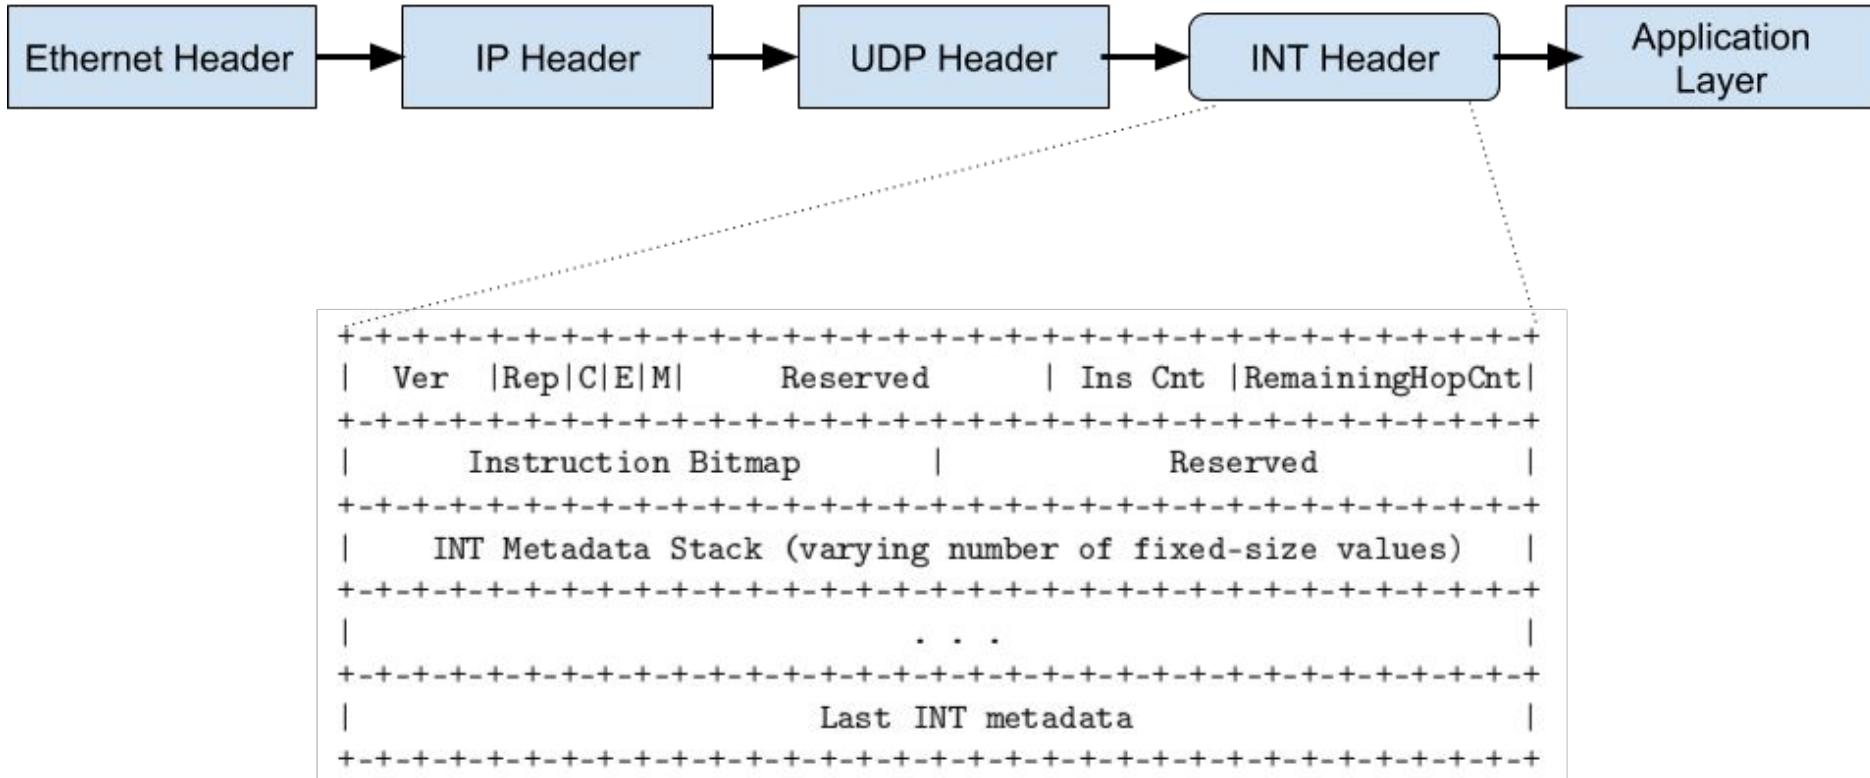 Ethernet Header
IP Header
UDP Header
INT Header
Application
Layer
+-+-+-+-+-+-+-+-+-+-+-+-+-+-+-+-+-+-+-+-+-+-+-+-+-+-+-+-+-+-+-+-+
|  Ver  |Rep|C|E|M|     Reserved      | Ins Cnt |RemainingHopCnt|
+-+-+-+-+-+-+-+-+-+-+-+-+-+-+-+-+-+-+-+-+-+-+-+-+-+-+-+-+-+-+-+-+
|      Instruction Bitmap       |            Reserved           |
+-+-+-+-+-+-+-+-+-+-+-+-+-+-+-+-+-+-+-+-+-+-+-+-+-+-+-+-+-+-+-+-+
|    INT Metadata Stack (varying number of fixed-size values)   |
+-+-+-+-+-+-+-+-+-+-+-+-+-+-+-+-+-+-+-+-+-+-+-+-+-+-+-+-+-+-+-+-+
|                              . . .                            |
+-+-+-+-+-+-+-+-+-+-+-+-+-+-+-+-+-+-+-+-+-+-+-+-+-+-+-+-+-+-+-+-+
|                         Last INT metadata                     |
+-+-+-+-+-+-+-+-+-+-+-+-+-+-+-+-+-+-+-+-+-+-+-+-+-+-+-+-+-+-+-+-+